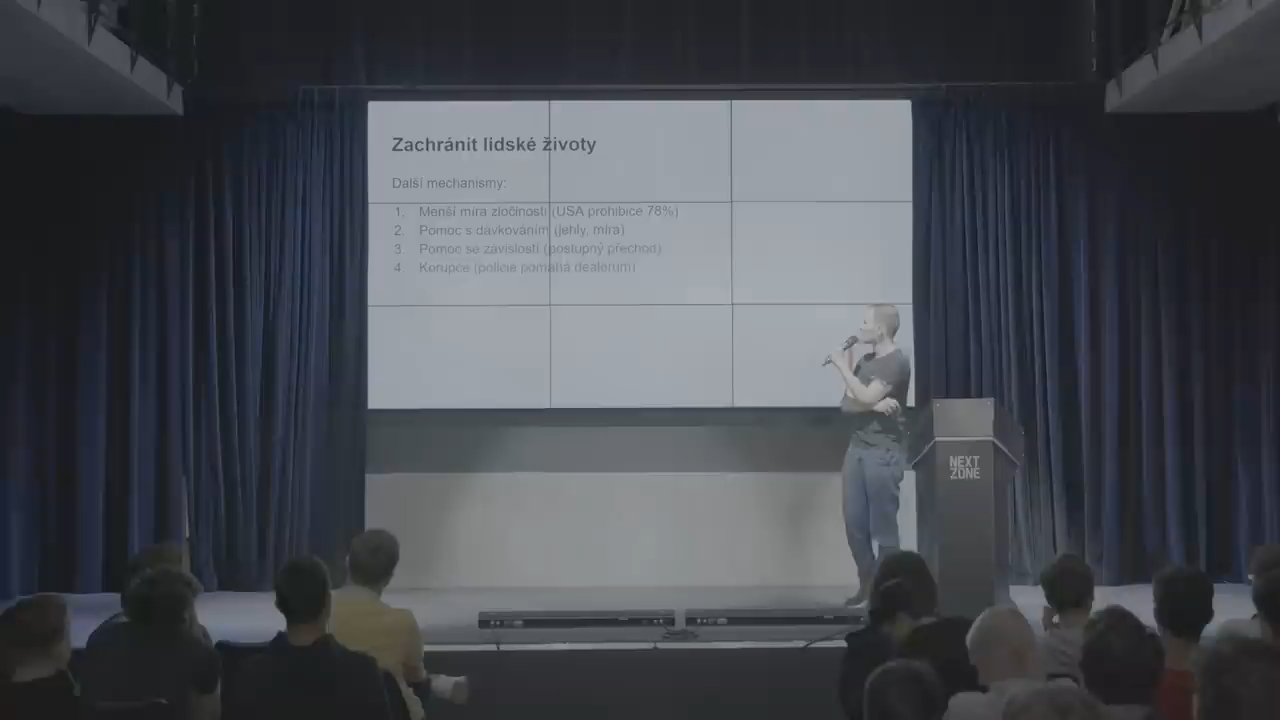 Zachránit lidské životy
Další mechanismy:
1. Menší míra zločinosti (USA prohibice 78%)
2. Pomoc s dávkováním (jehly, míra)
3. Pomoc se závislostí (postupný přechod)
4. Korupce (policie pomáhá dealerům)
NEXT
ZONE